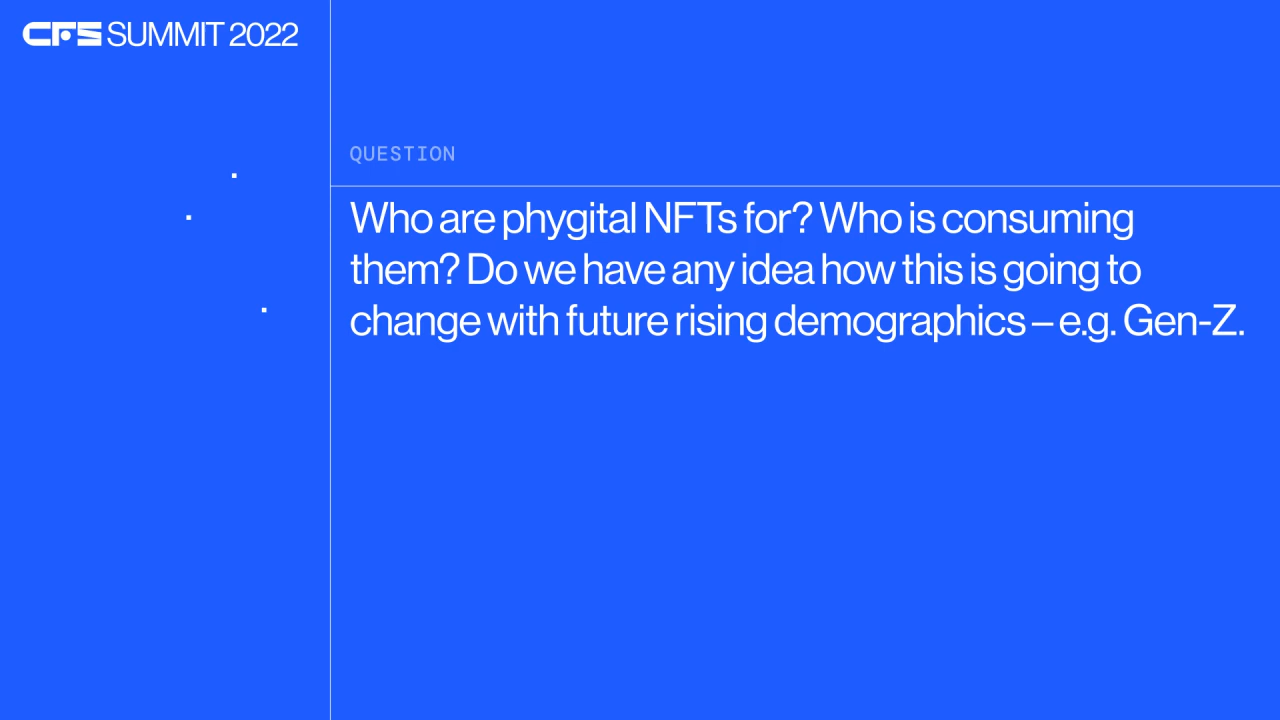 CFS SUMMIT 2022
QUESTION
Who are phygital NFTs for? Who is consuming
them? Do we have any idea how this is going to
change with future rising demographics – e.g. Gen-Z.